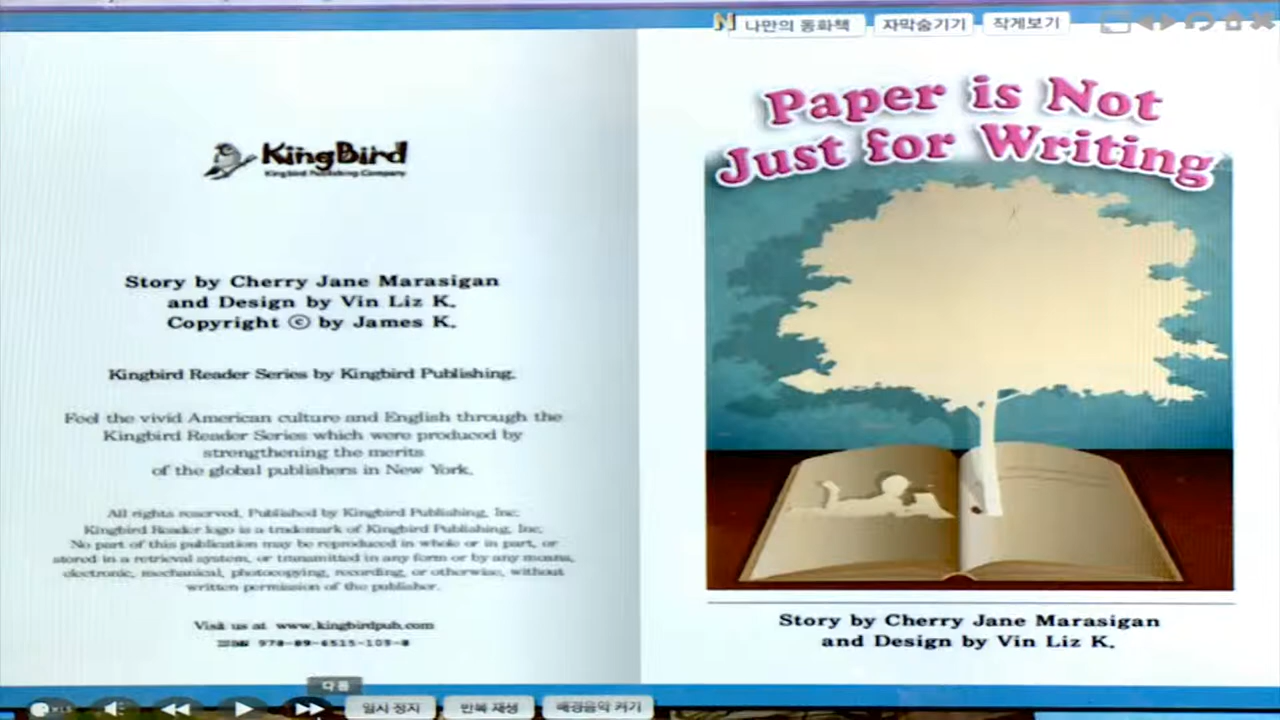 나만의 동화책 자막숨기기 작게보기
KingBird
Kingbird Publishing Company
Story by Cherry Jane Marasigan
and Design by Vin Liz K.
Copyright ⓒ by James K.
Kingbird Reader Series by Kingbird Publishing.
Feel the vivid American culture and English through the
Kingbird Reader Series which were produced by
strengthening the merits
of the global publishers in New York.
All rights reserved, Published by Kingbird Publishing, Inc.
Kingbird Reader logo is a trademark of Kingbird Publishing, Inc.
No part of this publication may be reproduced in whole or in part, or
stored in a retrieval system, or transmitted in any form or by any means,
electronic, mechanical, photocopying, recording, or otherwise, without
written permission of the publisher.
Visit us at www.kingbirdpub.com
ISBN 978-89-6515-109-8
Paper is Not
Just for Writing
Story by Cherry Jane Marasigan
and Design by Vin Liz K.
다음
일시 정지 반복 재생 배경음악 켜기